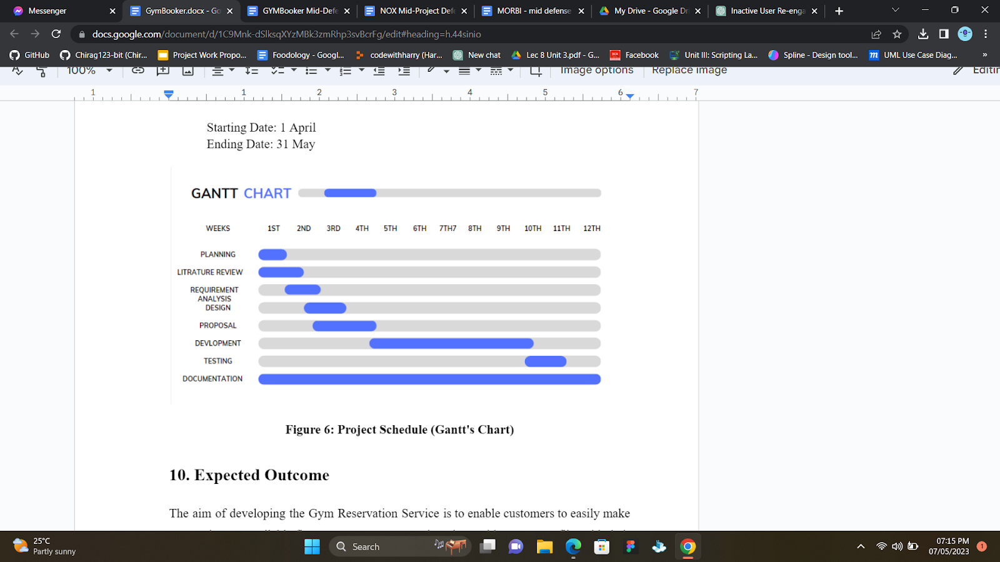 Messenger
GymBooker.docx - Go
GYMBooker Mid-Defe
NOX Mid-Project Defe
MORBI - mid defense
My Drive - Google Dri
Inactive User Re-enga
docs.google.com/document/d/1C9Mnk-dSlksqXYzMBk3zmRhp3svBcrFg/edit#heading=h.44sinio
GitHub
Chirag123-bit (Chir...
Project Work Propo...
Foodology - Googl...
codewithharry (Har...
New chat
Lec 8 Unit 3.pdf - G...
Facebook
Unit III: Scripting La...
Spline - Design tool...
UML Use Case Diag...
»
100%
Image options
Replace image
Editin
1 1 2 3 4 5 6 7
Starting Date: 1 April
Ending Date: 31 May
GANTT CHART
WEEKS 1ST 2ND 3RD 4TH 5TH 6TH 7TH7 8TH 9TH 10TH 11TH 12TH
PLANNING
LITRATURE REVIEW
REQUIREMENT
ANALYSIS
DESIGN
PROPOSAL
DEVLOPMENT
TESTING
DOCUMENTATION
Figure 6: Project Schedule (Gantt's Chart)
10. Expected Outcome
The aim of developing the Gym Reservation Service is to enable customers to easily make
25°C
Partly sunny
Search
07:15 PM
07/05/2023
1